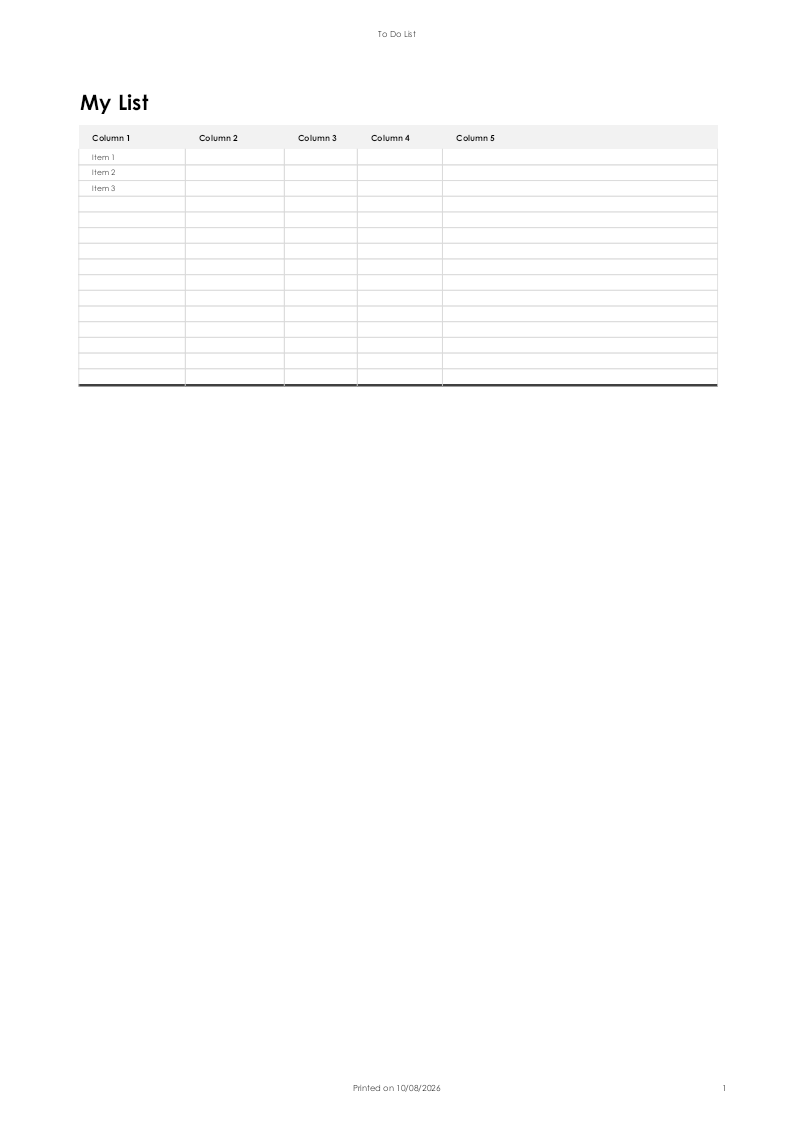 To Do List
My List
Column 1 Column 2 Column 3 Column 4 Column 5
Item 1
Item 2
Item 3
Printed on 10/08/2026 1